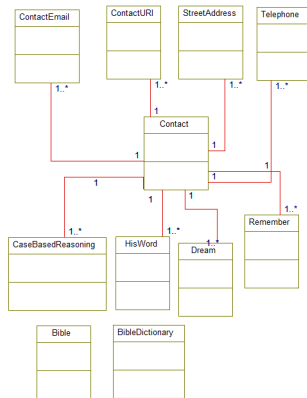 ContactEmail
ContactURI
StreetAddress
Telephone
1..*
1..*
1..*
1..*
1
Contact
1
1
1
1
1
1
1
1..*
1..*
1..*
1..*
CaseBasedReasoning
HisWord
Dream
Remember
Bible
BibleDictionary